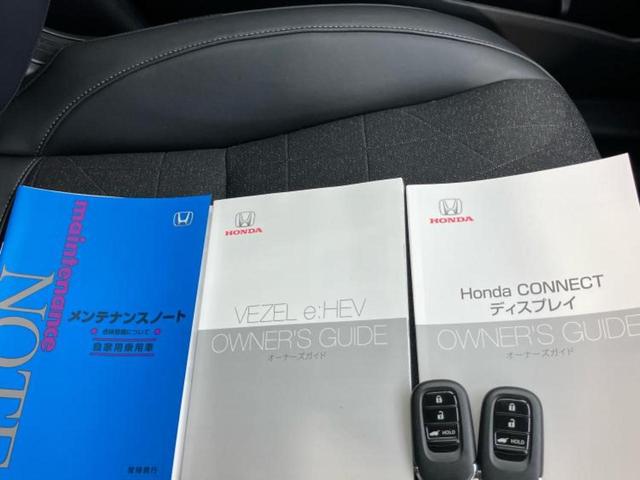 maintenance
NOTE
メンテナンスノート
点検整備について
自家用乗用車
HONDA
VEZEL e:HEV
OWNER'S GUIDE
オーナーズガイド
HONDA
Honda CONNECT
ディスプレイ
OWNER'S GUIDE
オーナーズガイド
HOLD
HOLD